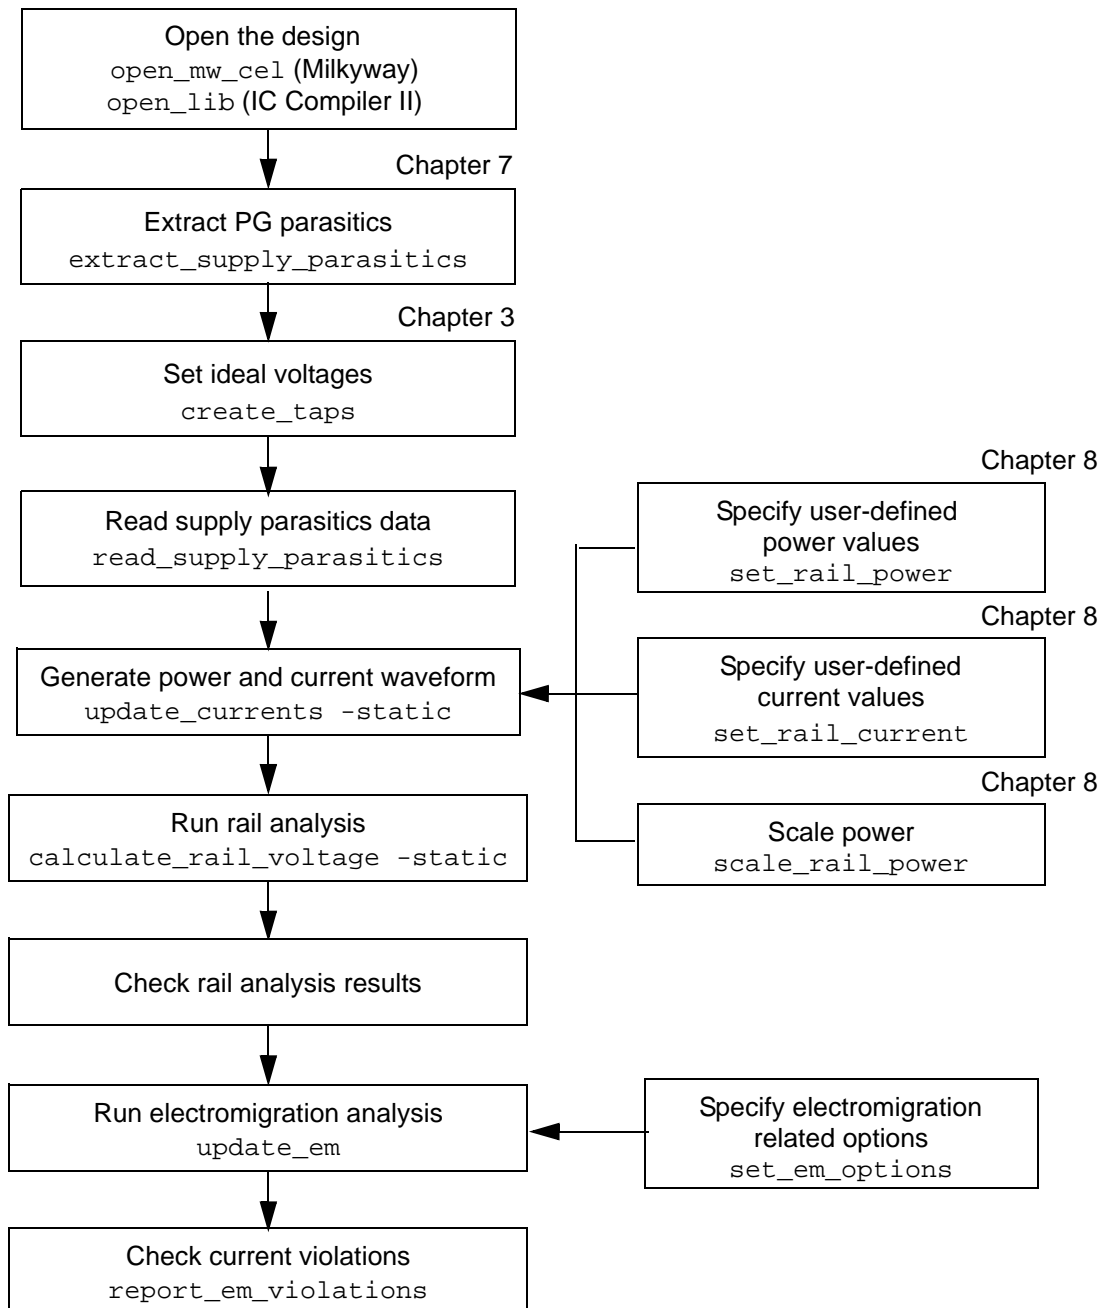 Open the design
open_mw_cel (Milkyway)
open_lib (IC Compiler II)
Chapter 7
Extract PG parasitics
extract_supply_parasitics
Chapter 3
Set ideal voltages
create_taps
Read supply parasitics data
read_supply_parasitics
Chapter 8
Specify user-defined
power values
set_rail_power
Generate power and current waveform
update_currents -static
Chapter 8
Specify user-defined
current values
set_rail_current
Chapter 8
Scale power
scale_rail_power
Run rail analysis
calculate_rail_voltage -static
Check rail analysis results
Run electromigration analysis
update_em
Specify electromigration
related options
set_em_options
Check current violations
report_em_violations